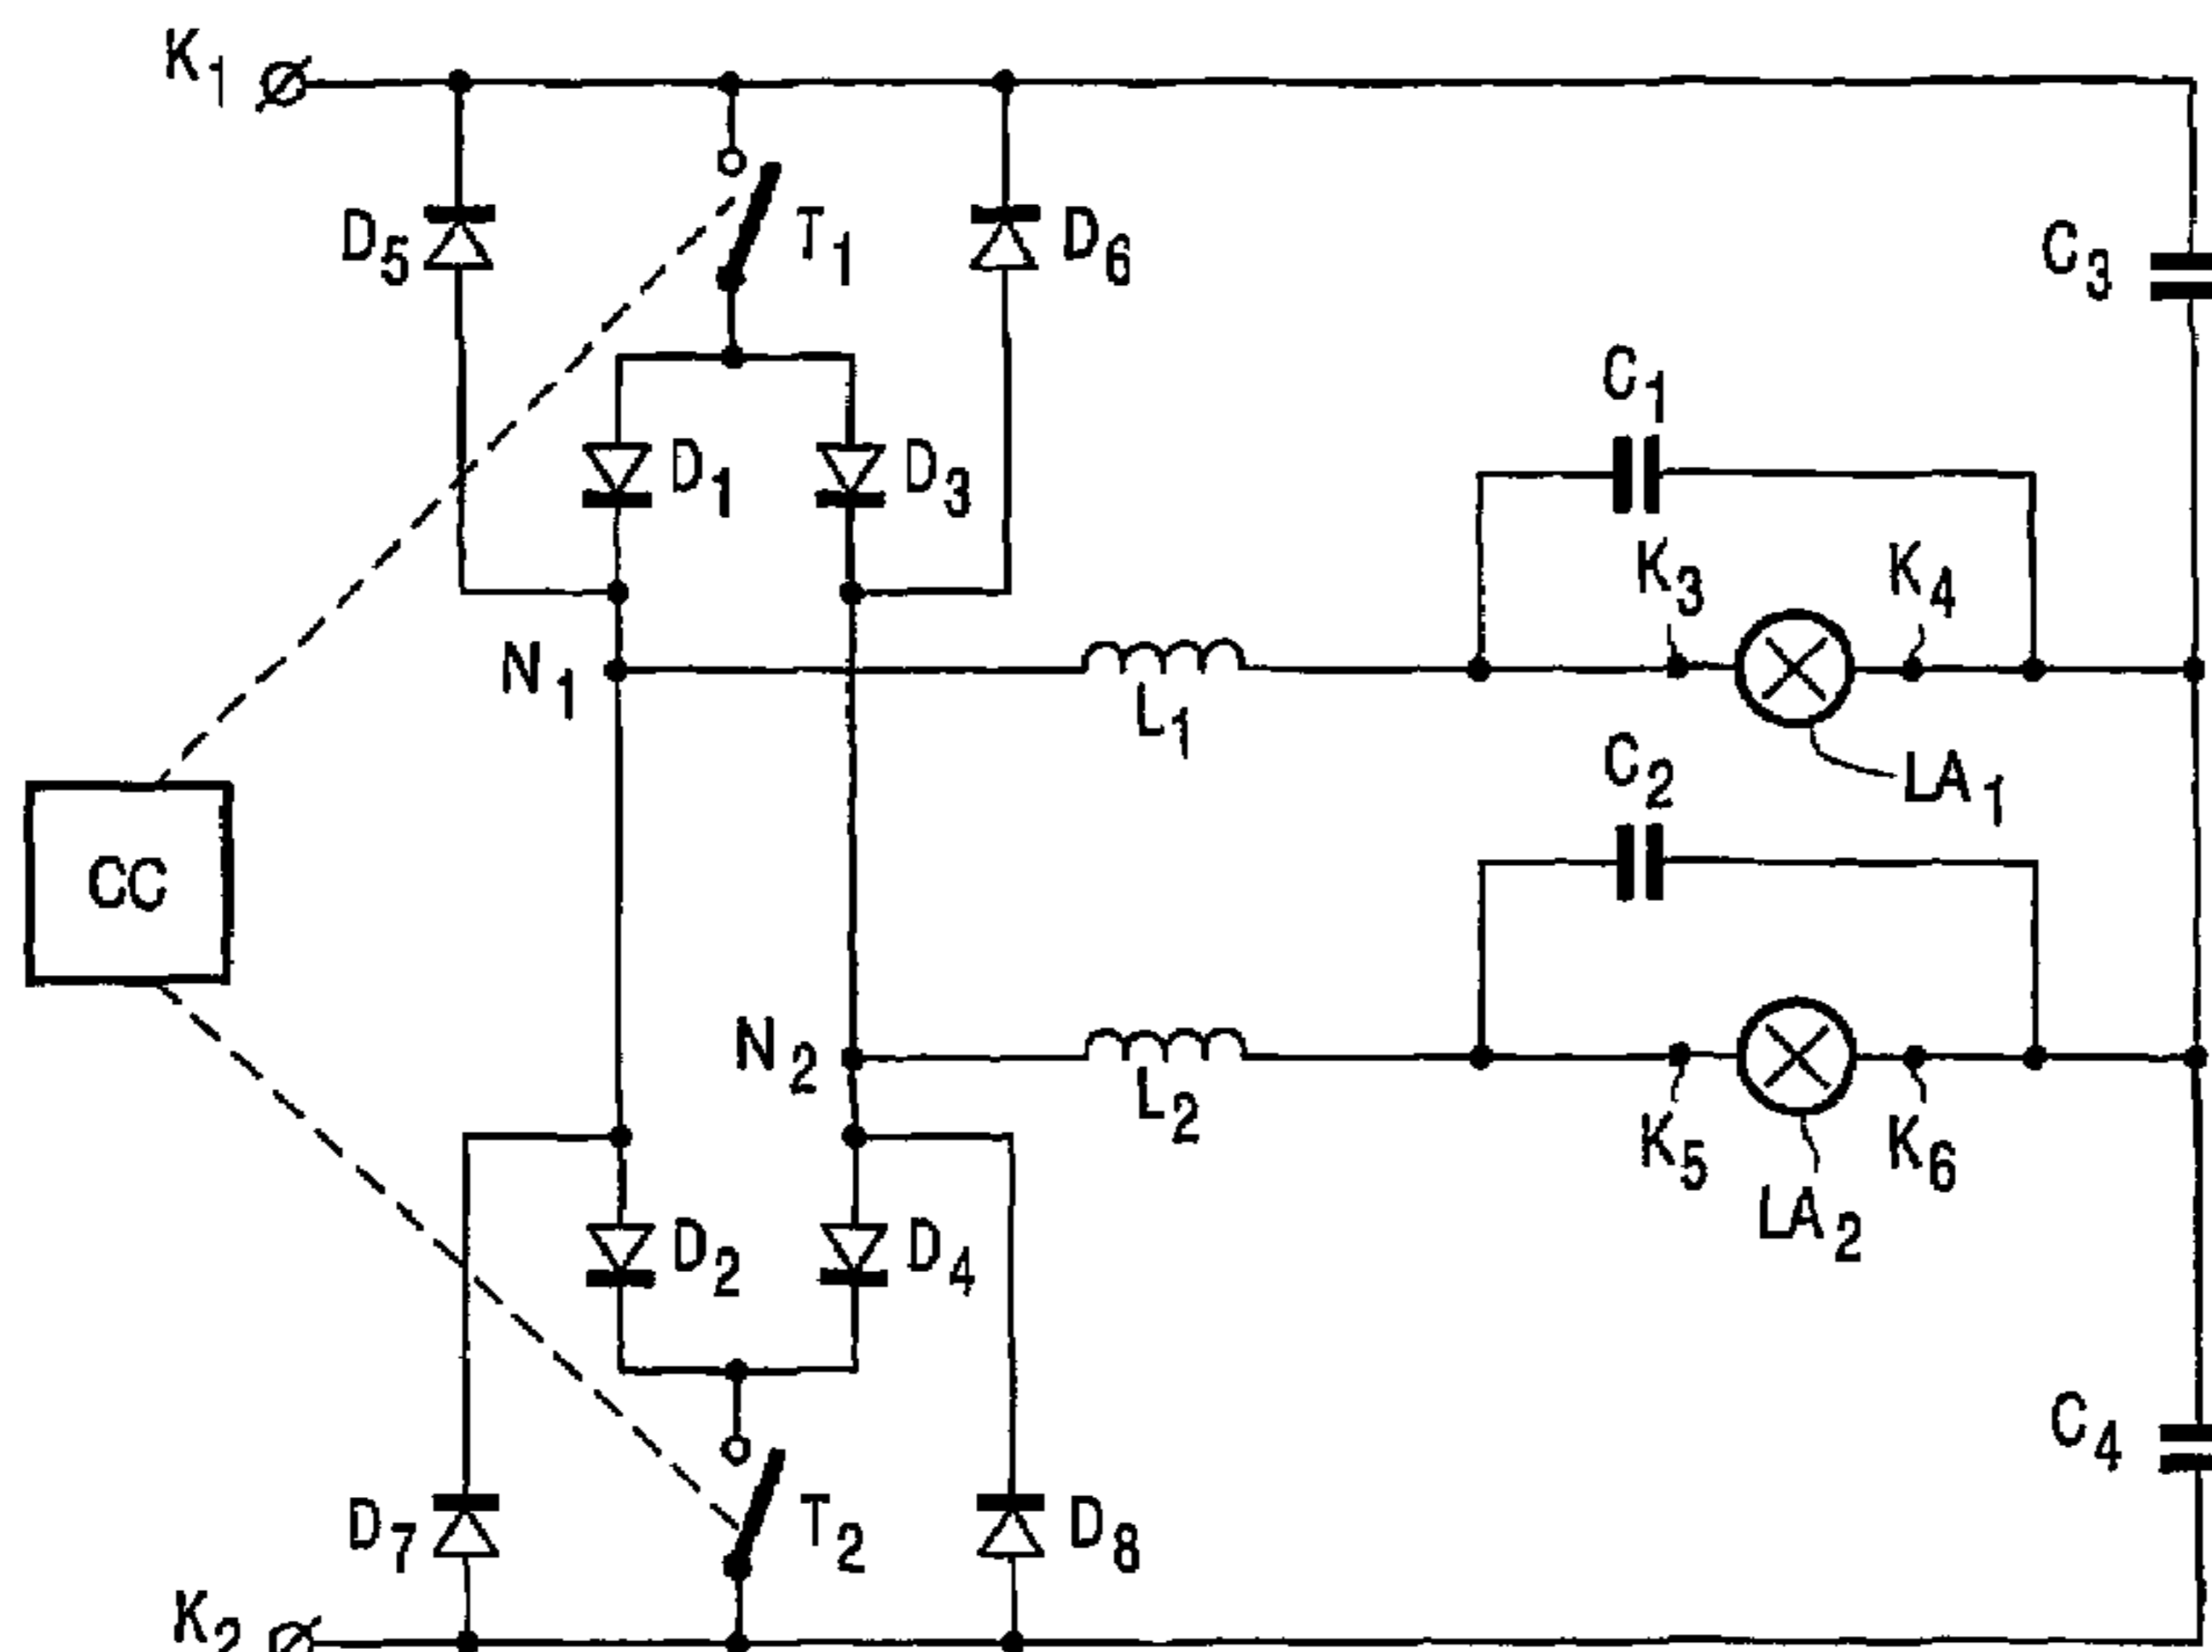 K1
D5
T1
D6
C3
C1
D1
D3
K3
K4
N1
L1
LA1
C2
CC
N2
L2
K5
K6
LA2
D2
D4
C4
D7
T2
D8
K2